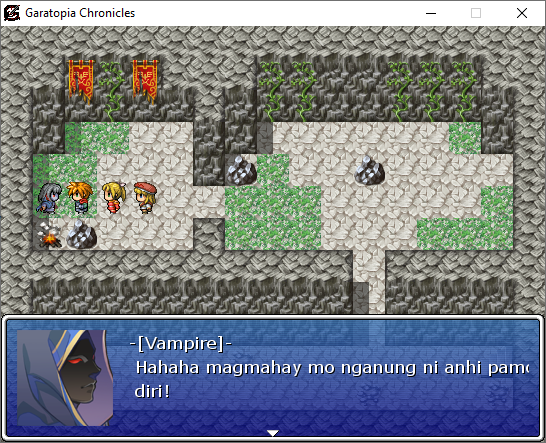 Garatopia Chronicles
-[Vampire]-
Hahaha magmahay mo nganung ni anhi
diri!